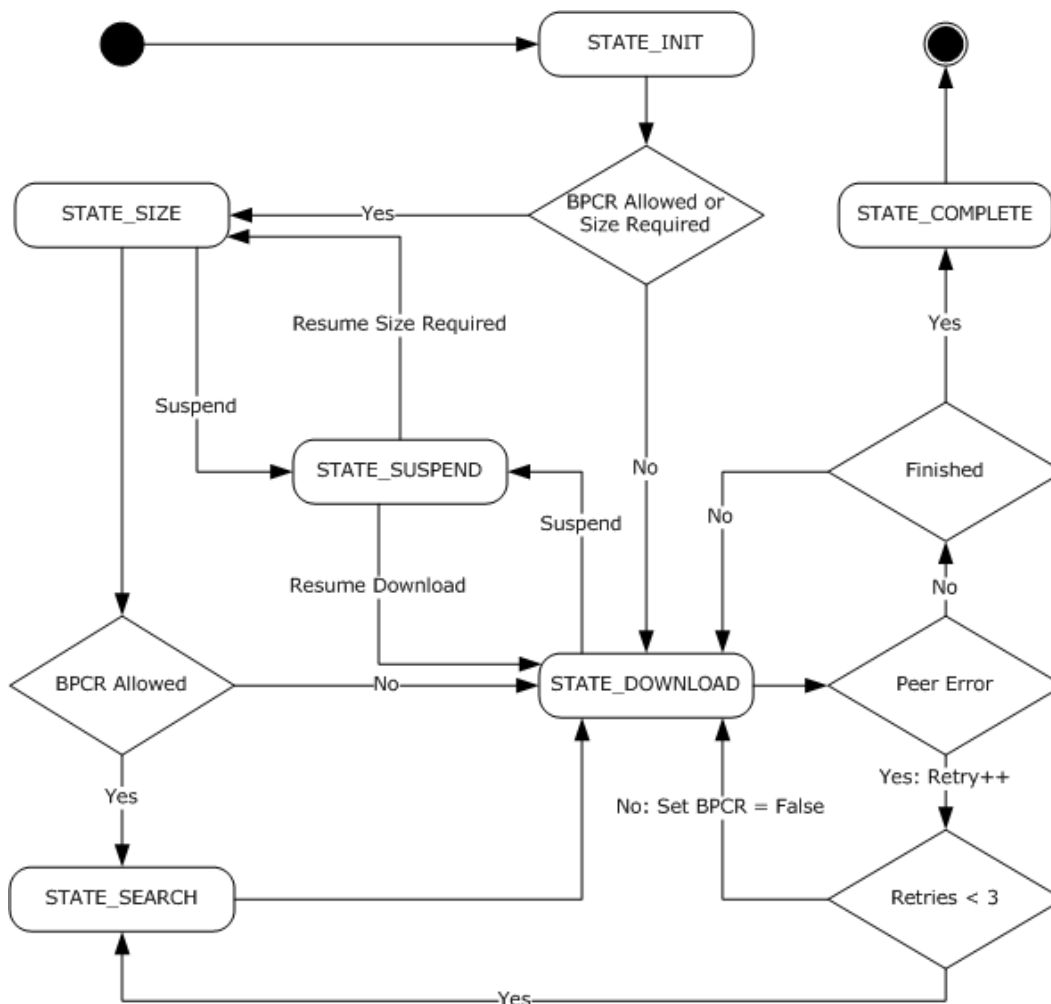 STATE_INIT
BPCR Allowed or
Size Required
STATE_SIZE
Yes
STATE_COMPLETE
Resume Size Required
Yes
Suspend
STATE_SUSPEND
No
Finished
Suspend
No
Resume Download
No
BPCR Allowed
No
STATE_DOWNLOAD
Peer Error
Yes: Retry++
Yes
No: Set BPCR = False
STATE_SEARCH
Retries < 3
Yes